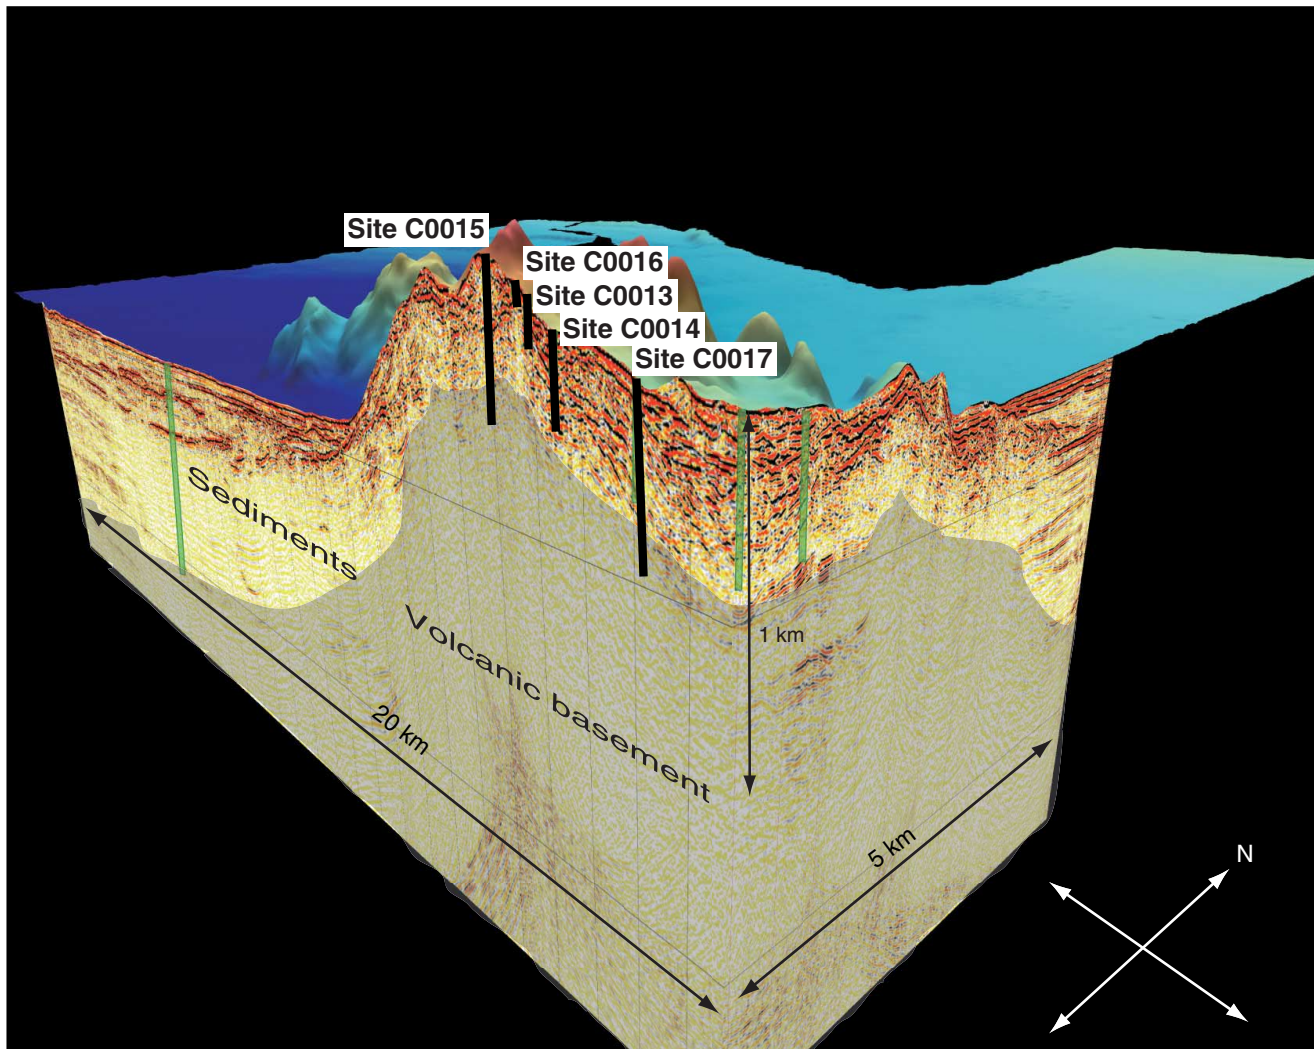 Site C0015
Site C0016
Site C0013
Site C0014
Site C0017
Sediments
Volcanic basement
1 km
20 km
5 km
N